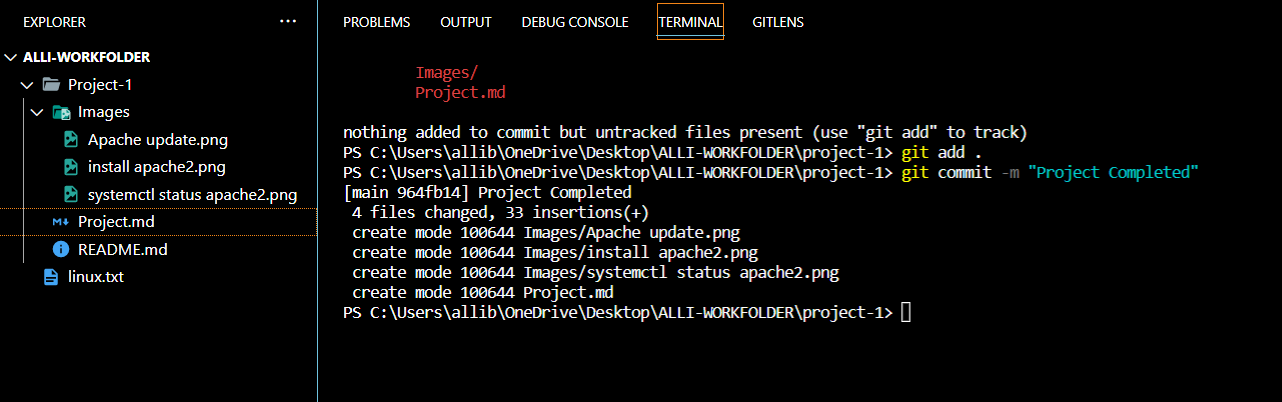 EXPLORER ...
ALLI-WORKFOLDER
Project-1
Images
Apache update.png
install apache2.png
systemctl status apache2.png
Project.md
README.md
linux.txt
PROBLEMS OUTPUT DEBUG CONSOLE TERMINAL GITLENS
Images/
Project.md
nothing added to commit but untracked files present (use "git add" to track)
PS C:\Users\allib\OneDrive\Desktop\ALLI-WORKFOLDER\project-1> git add .
PS C:\Users\allib\OneDrive\Desktop\ALLI-WORKFOLDER\project-1> git commit -m "Project Completed"
[main 964fb14] Project Completed
4 files changed, 33 insertions(+)
create mode 100644 Images/Apache update.png
create mode 100644 Images/install apache2.png
create mode 100644 Images/systemctl status apache2.png
create mode 100644 Project.md
PS C:\Users\allib\OneDrive\Desktop\ALLI-WORKFOLDER\project-1>